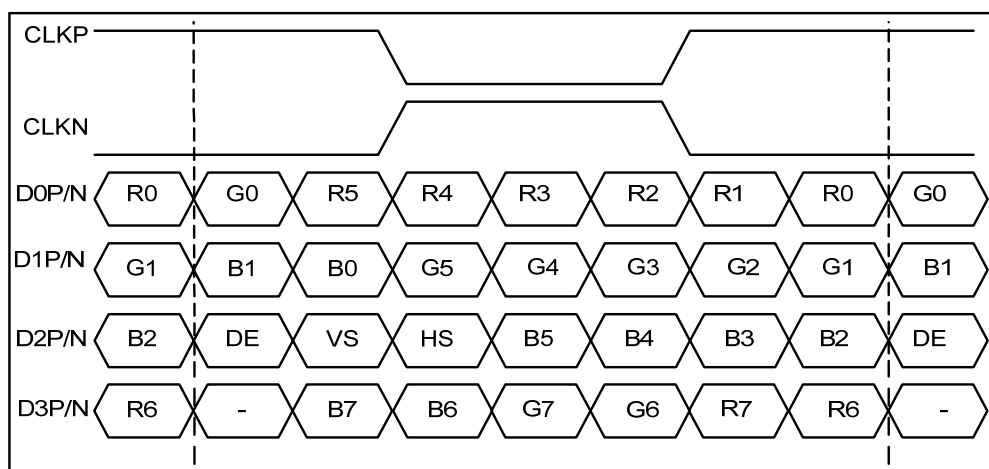 CLKP
CLKN
D0P/N R0 G0 R5 R4 R3 R2 R1 R0 G0
D1P/N G1 B1 B0 G5 G4 G3 G2 G1 B1
D2P/N B2 DE VS HS B5 B4 B3 B2 DE
D3P/N R6 - B7 B6 G7 G6 R7 R6 -